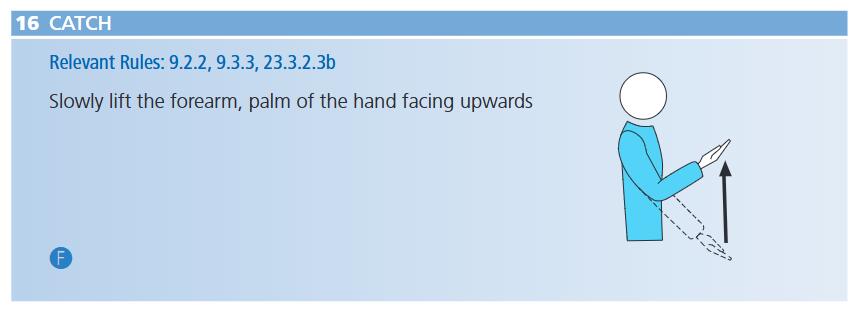 16 CATCH
Relevant Rules: 9.2.2, 9.3.3, 23.3.2.3b
Slowly lift the forearm, palm of the hand facing upwards
F